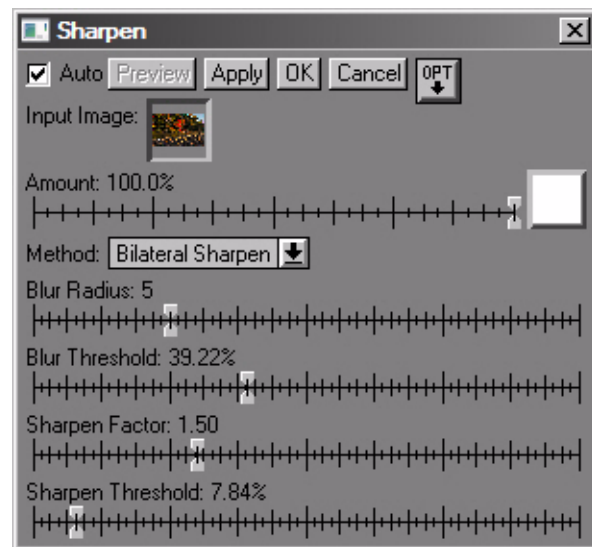 Sharpen
Auto Preview Apply OK Cancel OPT
Input Image:
Amount: 100.0%
Method: Bilateral Sharpen
Blur Radius: 5
Blur Threshold: 39.22%
Sharpen Factor: 1.50
Sharpen Threshold: 7.84%